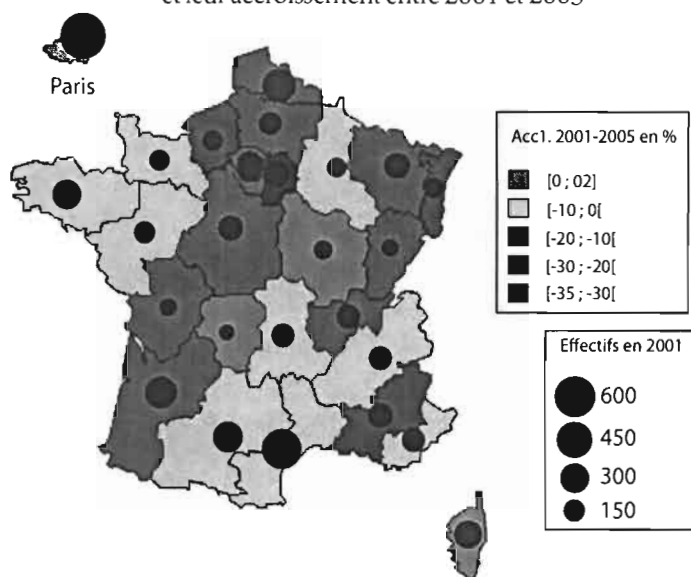 et leur accroissement entre 2001 et 2005
Paris
Acc1. 2001-2005 en %
[0 ; 02]
[-10 ; 0[
[-20 ; -10[
[-30 ; -20[
[-35 ; -30[
Effectifs en 2001
600
450
300
150